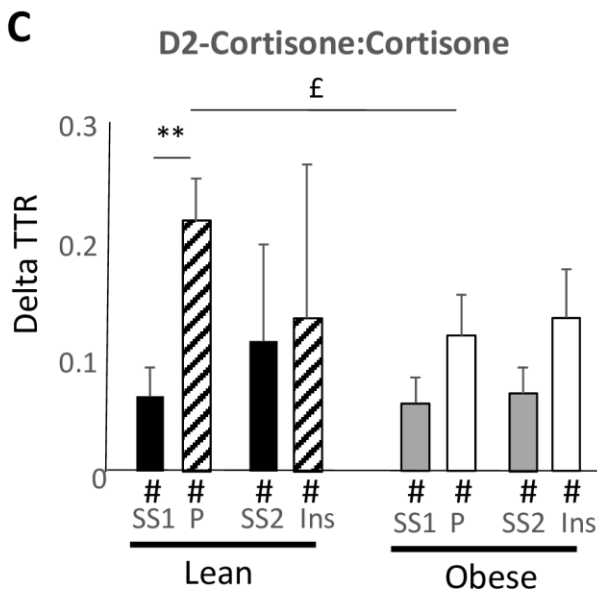 C
D2-Cortisone:Cortisone
£
0.3
**
0.2
Delta TTR
0.1
0
# # # # # # # #
SS1 P SS2 Ins SS1 P SS2 Ins
Lean Obese